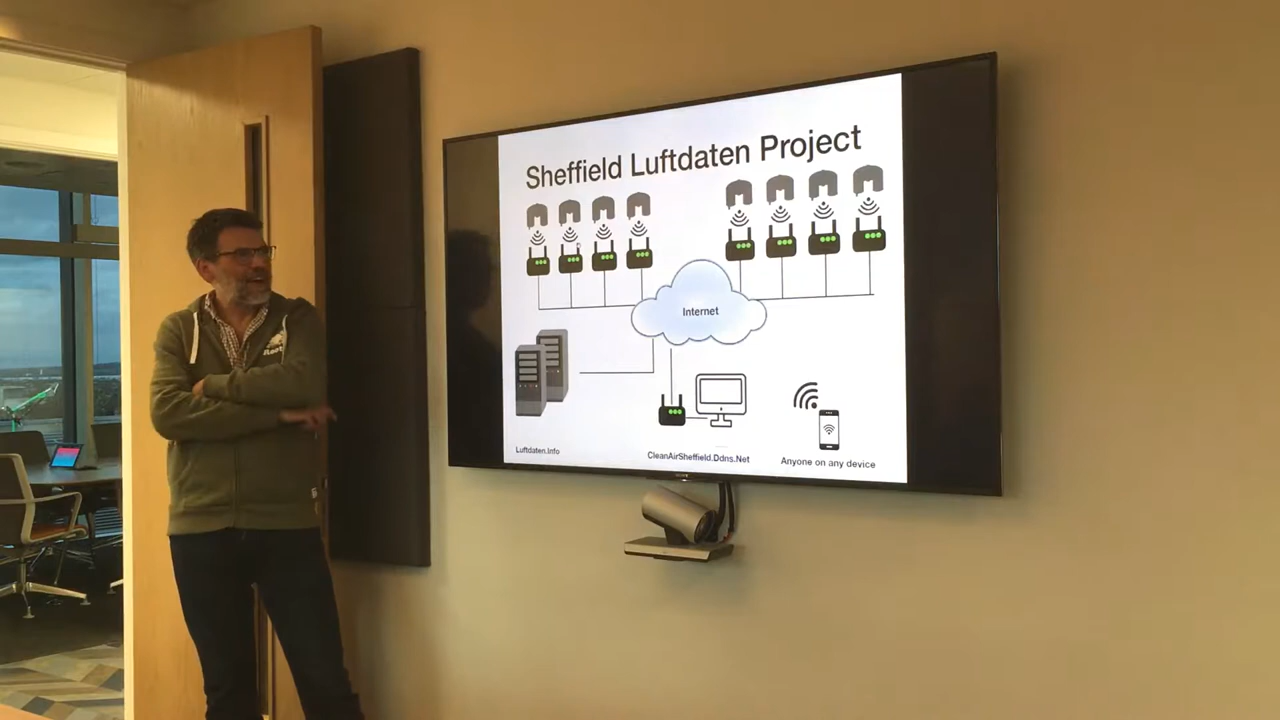 Sheffield Luftdaten Project
Internet
Luftdaten.Info
CleanAirSheffield.Ddns.Net
Anyone on any device